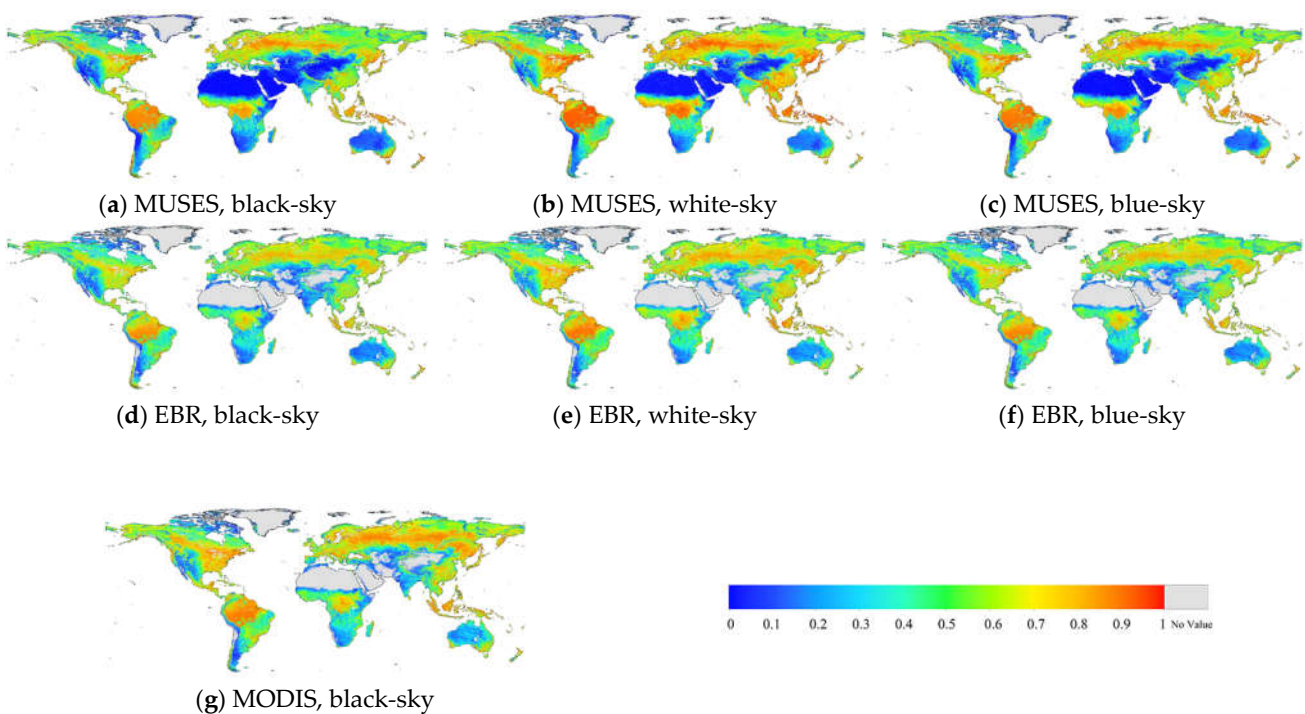 (a) MUSES, black-sky
(b) MUSES, white-sky
(c) MUSES, blue-sky
(d) EBR, black-sky
(e) EBR, white-sky
(f) EBR, blue-sky
0 0.1 0.2 0.3 0.4 0.5 0.6 0.7 0.8 0.9 1 No Value
(g) MODIS, black-sky